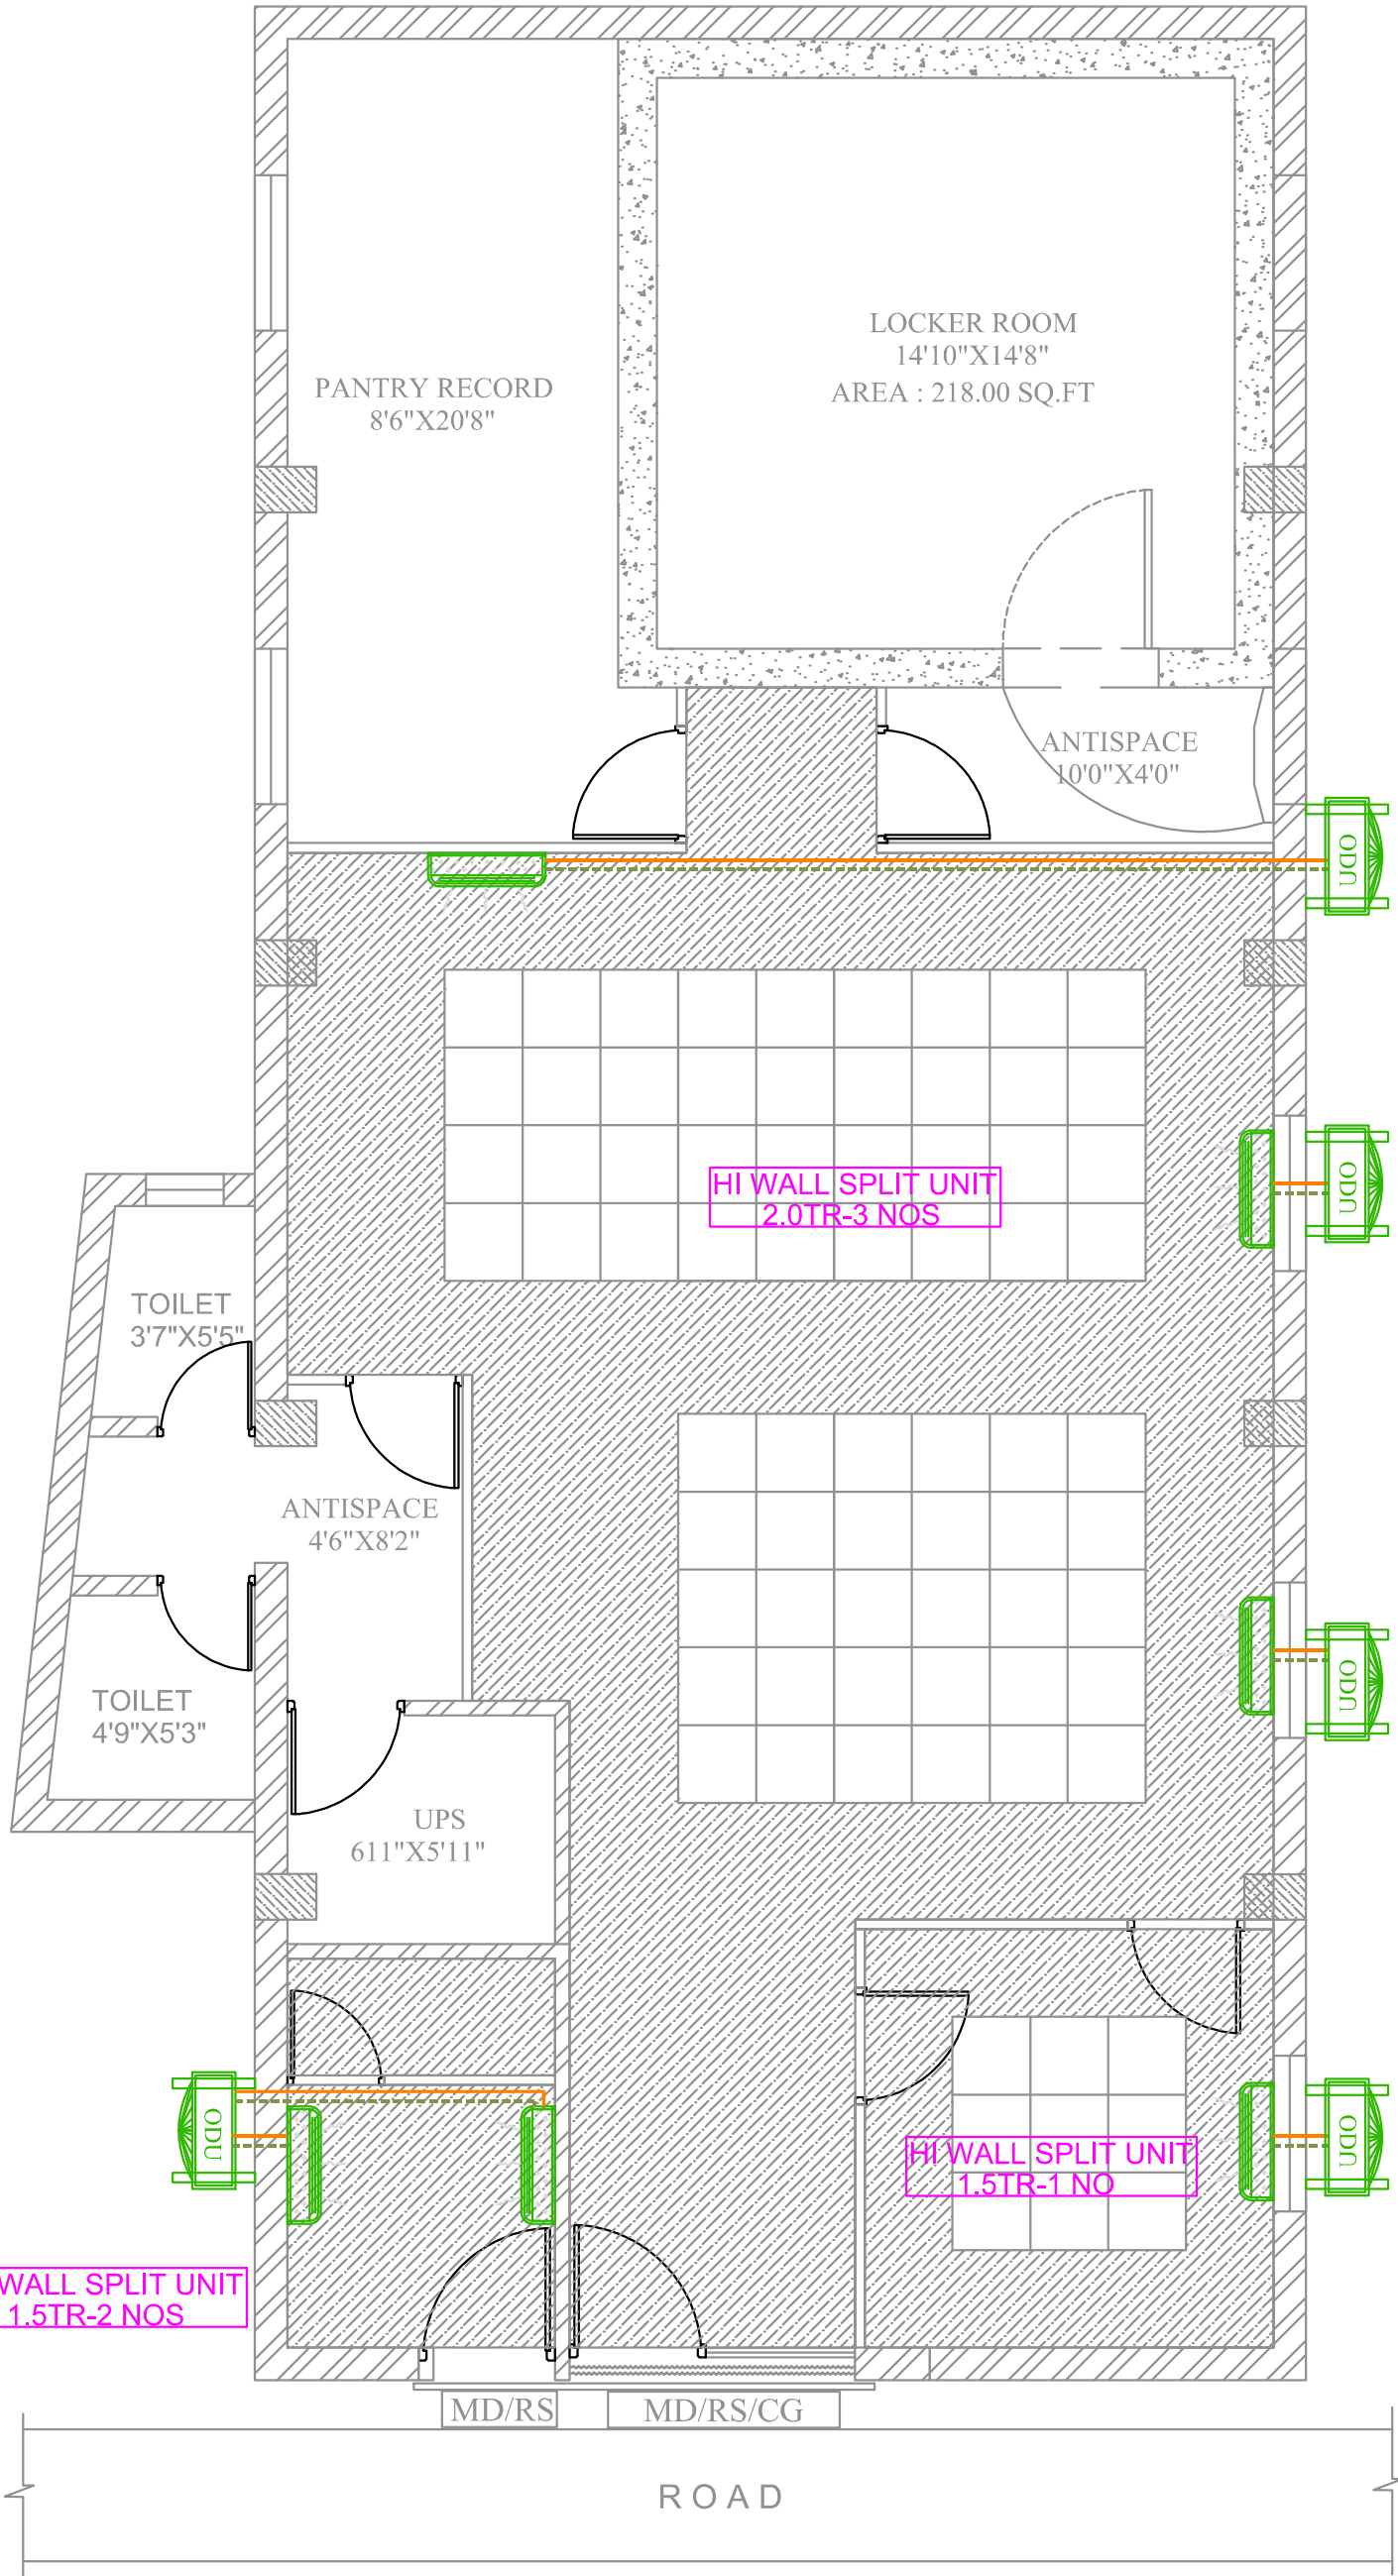 LOCKER ROOM
14'10"X14'8"
AREA : 218.00 SQ.FT
PANTRY RECORD
8'6"X20'8"
ANTISPACE
10'0"X4'0"
ODU
ODU
HI WALL SPLIT UNIT
2.0TR-3 NOS
TOILET
3'7"X5'5"
ANTISPACE
4'6"X8'2"
ODU
TOILET
4'9"X5'3"
UPS
611"X5'11"
ODU
ODU
HI WALL SPLIT UNIT
1.5TR-1 NO
WALL SPLIT UNIT
1.5TR-2 NOS
MD/RS
MD/RS/CG
ROAD